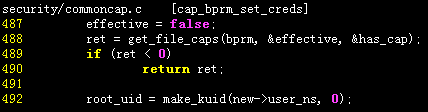 security/commoncap.c    [cap_bprm_set_creds]
487         effective = false;
488         ret = get_file_caps(bprm, &effective, &has_cap);
489         if (ret < 0)
490                 return ret;
491
492         root_uid = make_kuid(new->user_ns, 0);